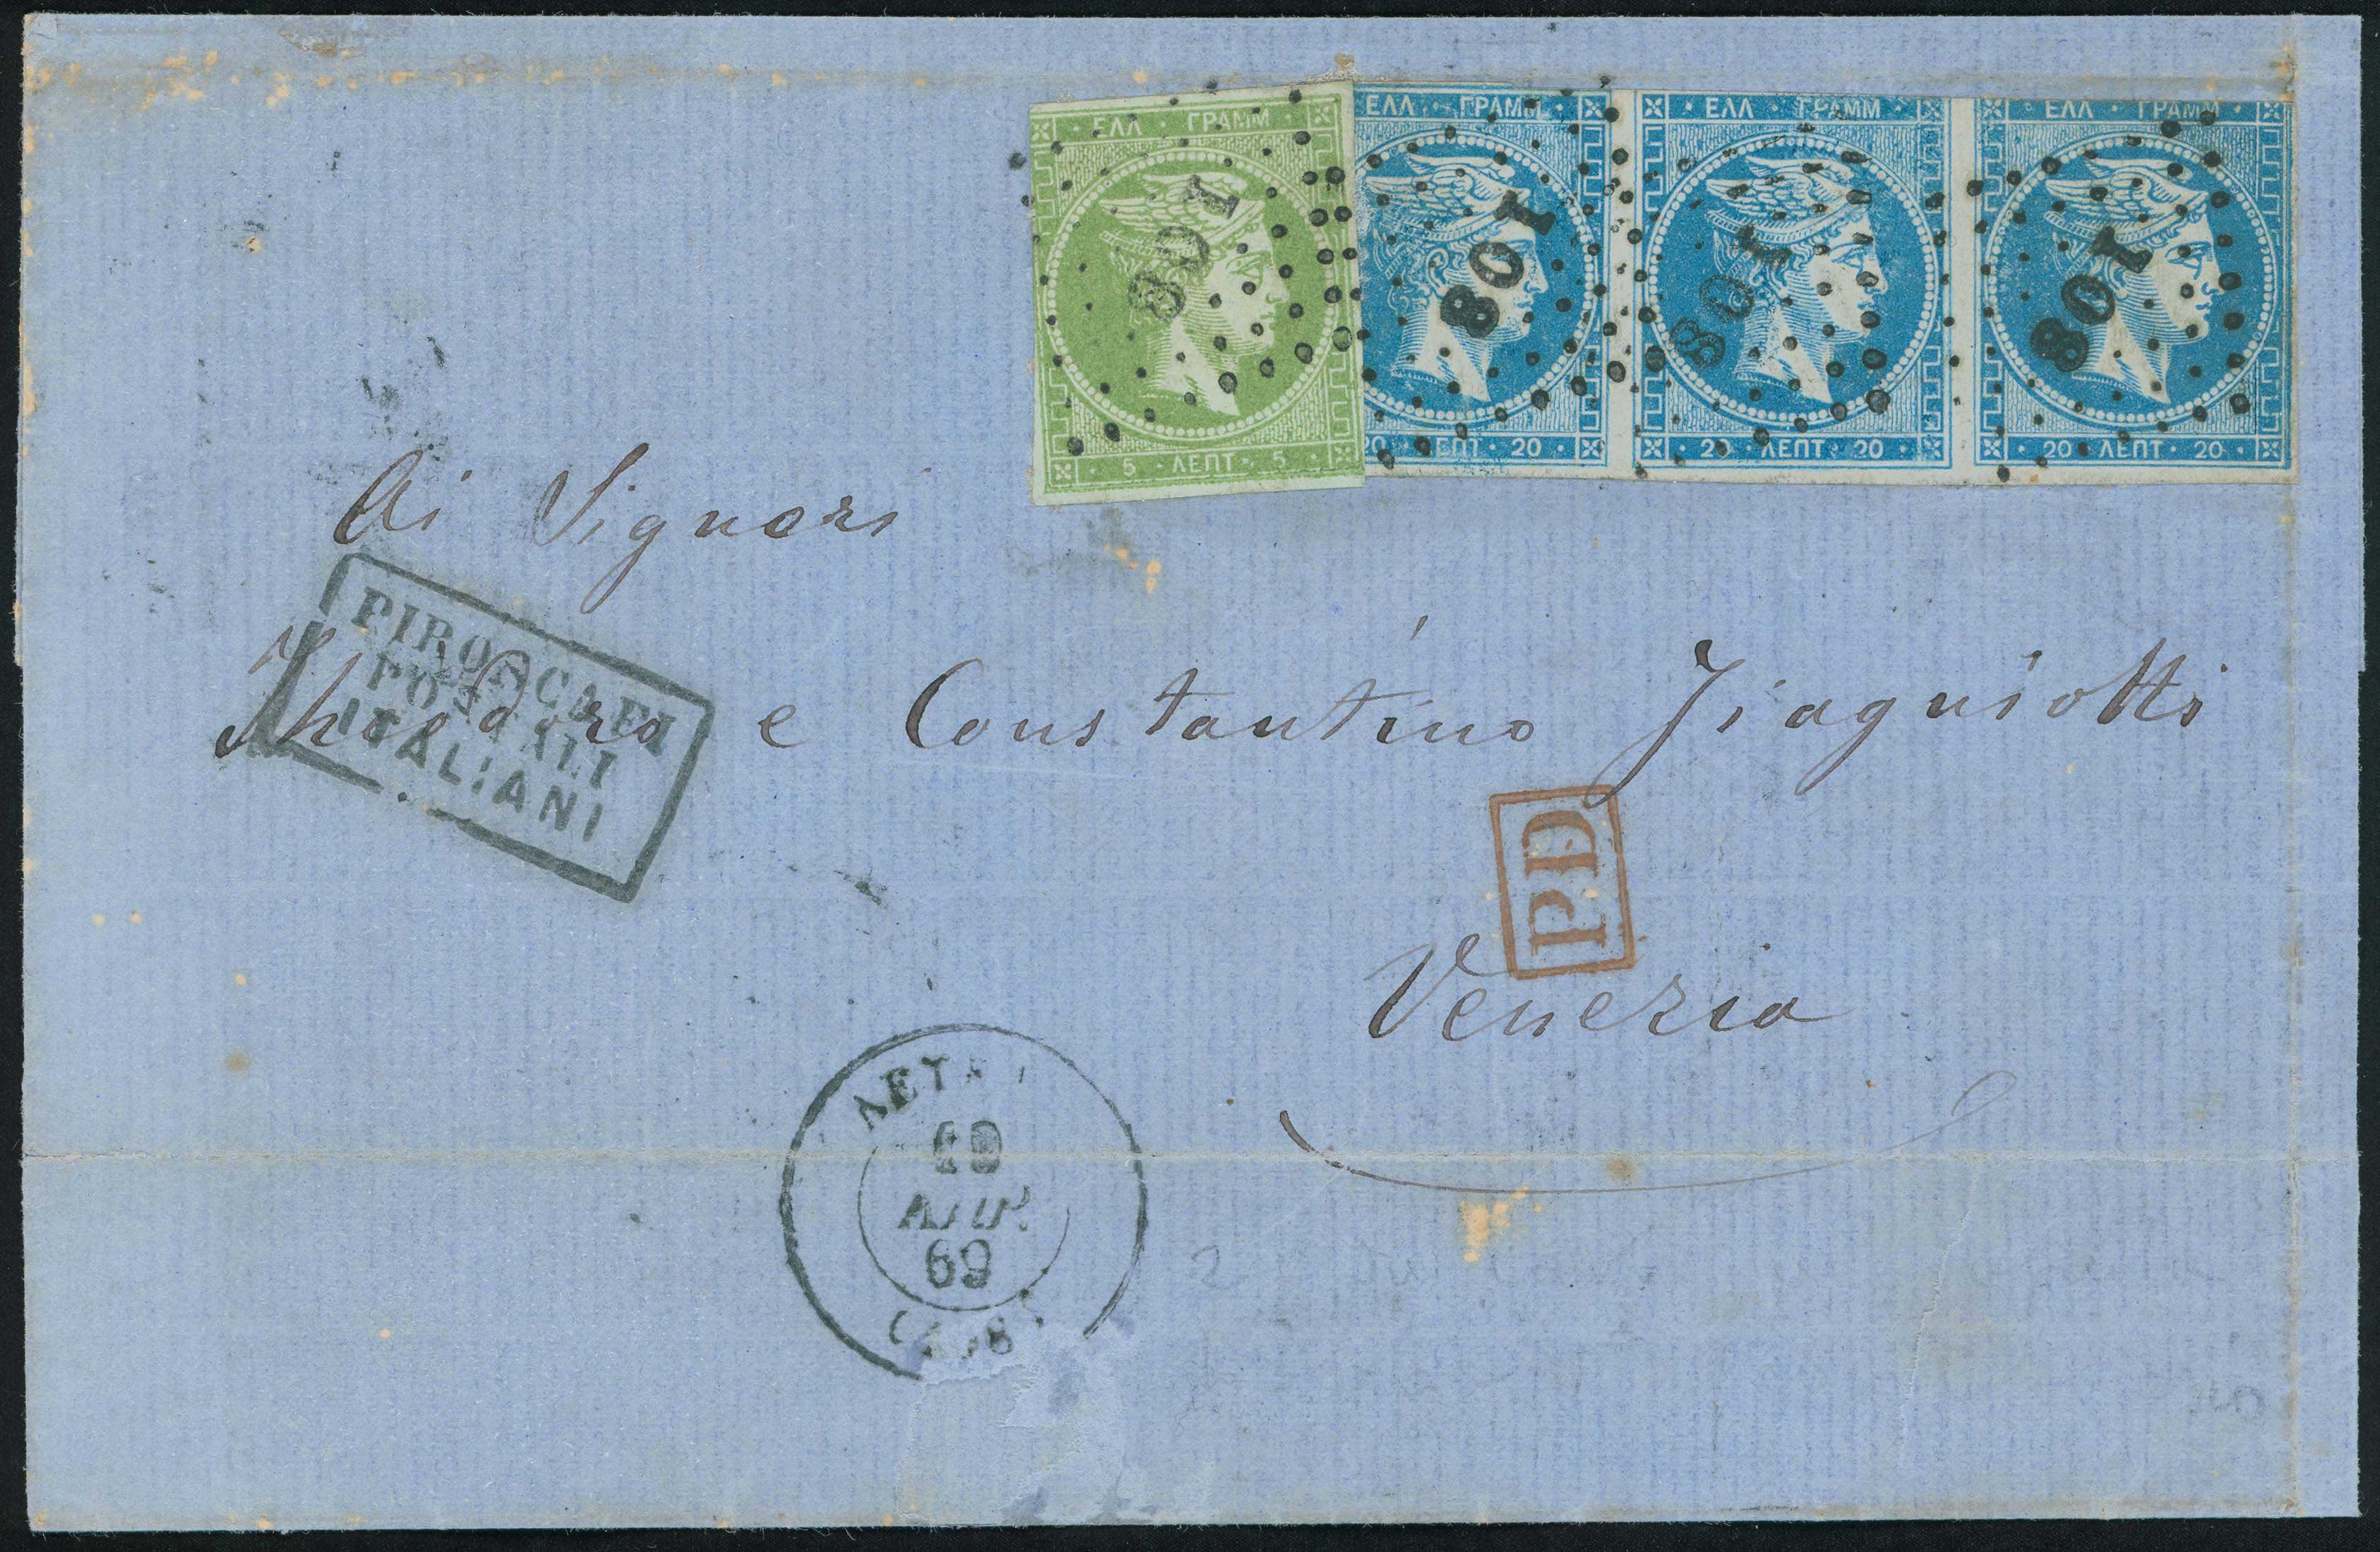 ΕΛΛ · ΓΡΑΜΜ
5 · ΛΕΠΤ · 5
108
ΕΛΛ · ΓΡΑΜΜ
20 · ΛΕΠΤ · 20
108
ΕΛΛ · ΓΡΑΜΜ
20 · ΛΕΠΤ · 20
108
ΕΛΛ · ΓΡΑΜΜ
20 · ΛΕΠΤ · 20
108
Ai Signori
Theodoro e Constantino
PIROSCAFI
POSTALI
ITALIANI
P.D
Venezia
69